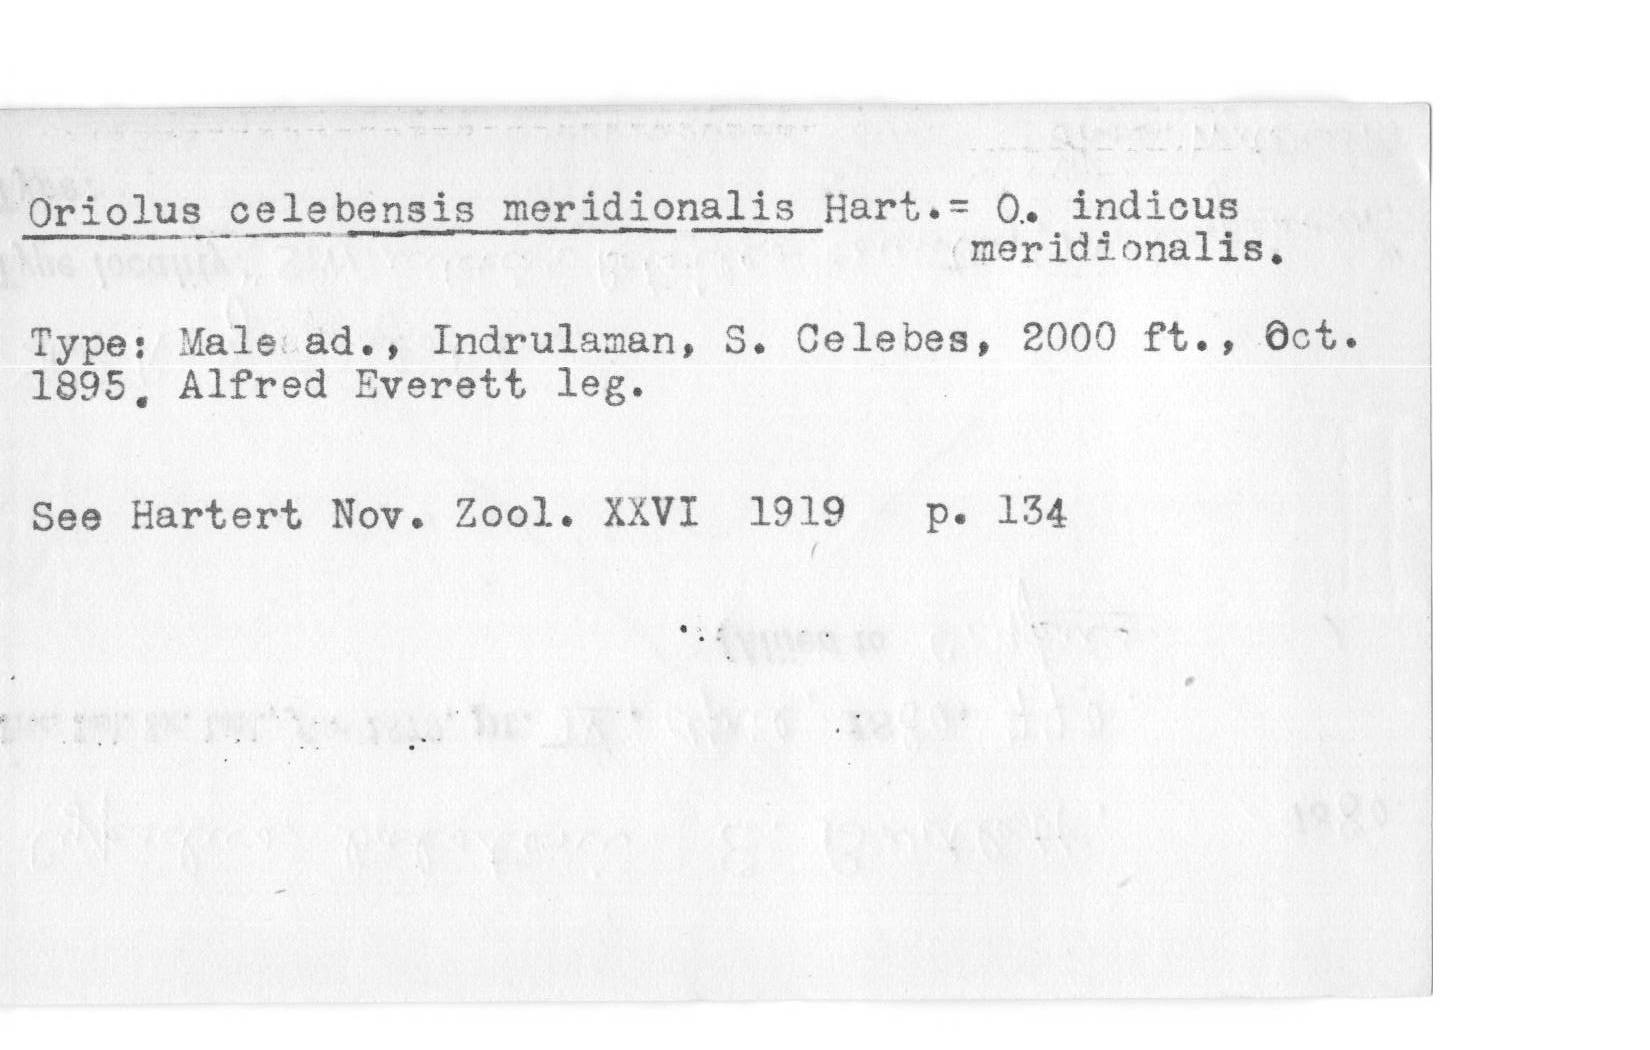 Oriolus celebensis meridionalis Hart.= O. indicus
meridionalis.
Type: Male ad., Indrulaman, S. Celebes, 2000 ft., Oct.
1895. Alfred Everett leg.
See Hartert Nov. Zool. XXVI 1919 p. 134